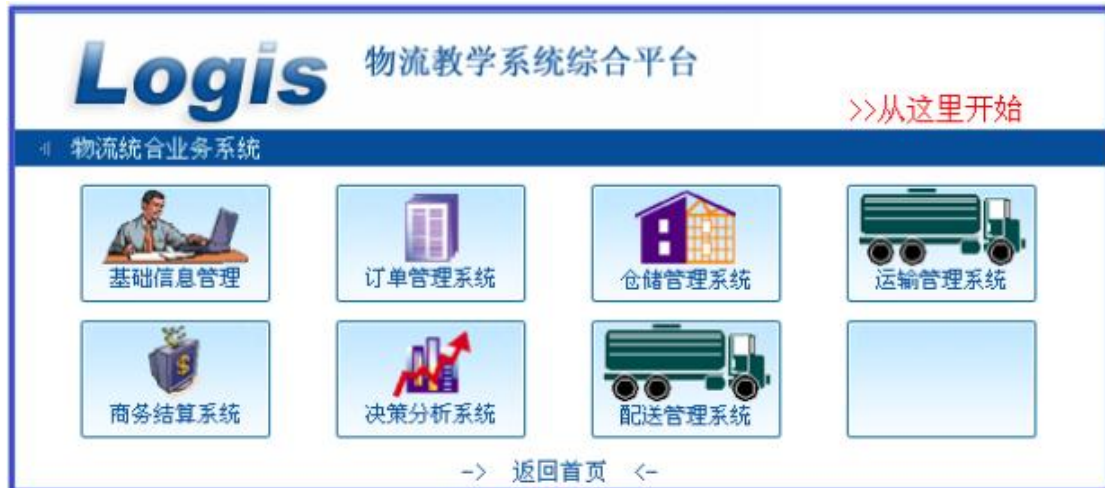 Logis 物流教学系统综合平台
>>从这里开始
物流统合业务系统
基础信息管理 订单管理系统 仓储管理系统 运输管理系统
商务结算系统 决策分析系统 配送管理系统
-> 返回首页 <-